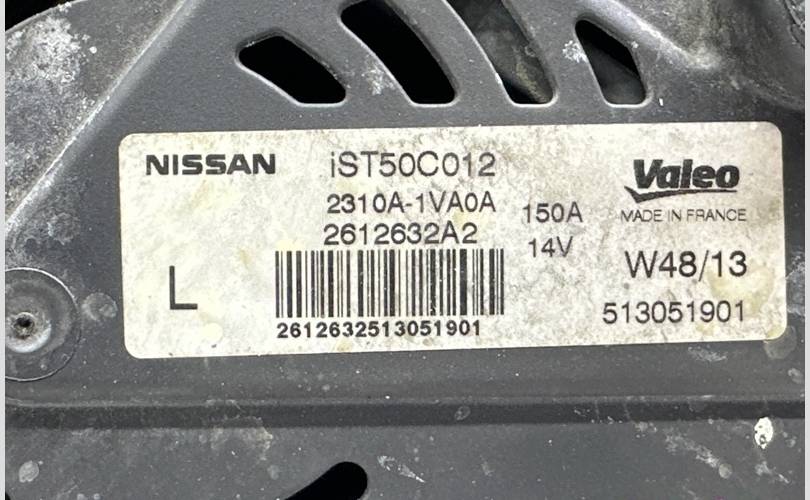 NISSAN iST50C012 Valeo
2310A-1VA0A 150A MADE IN FRANCE
2612632A2 14V
L W48/13
2612632513051901 513051901